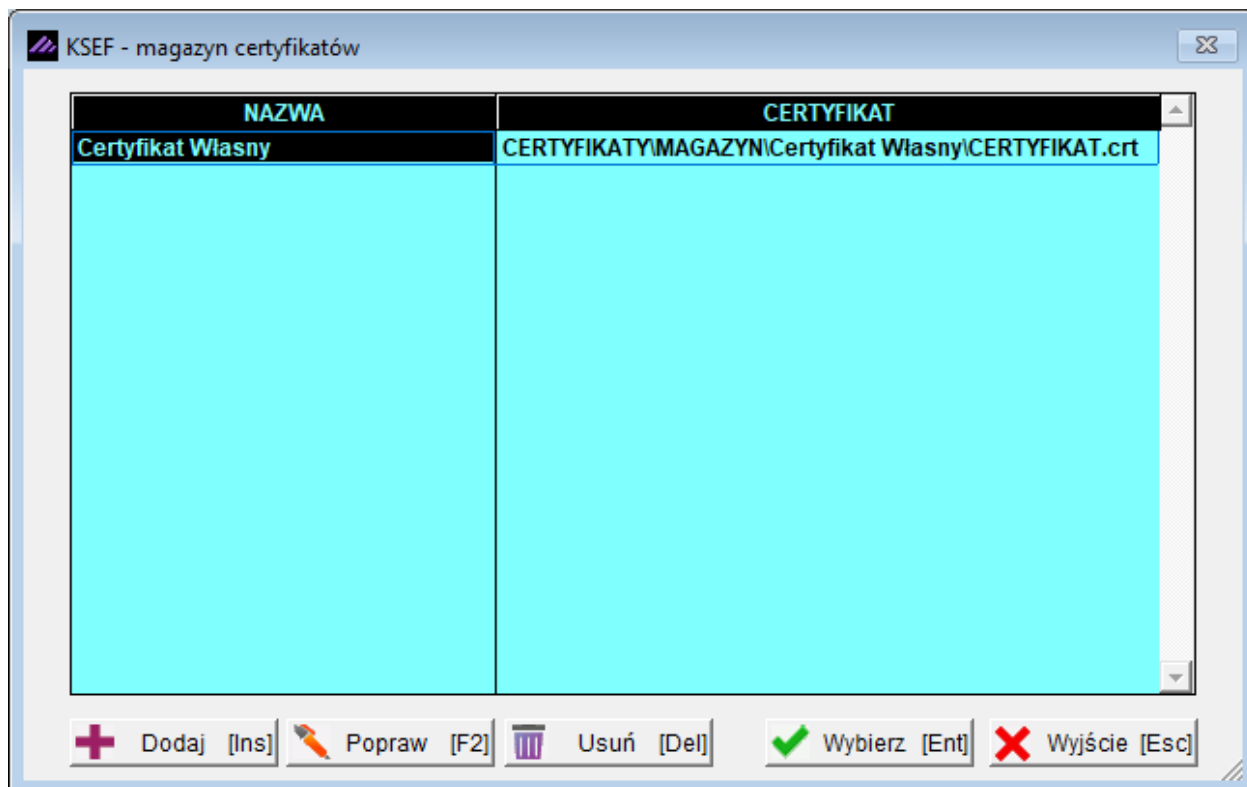 KSEF - magazyn certyfikatów
NAZWA CERTYFIKAT
Certyfikat Własny CERTYFIKATY\MAGAZYN\Certyfikat Własny\CERTYFIKAT.crt
Dodaj [Ins] Popraw [F2] Usuń [Del] Wybierz [Ent] Wyjście [Esc]